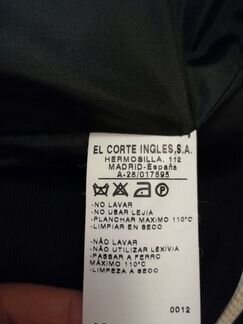 EL CORTE INGLES,S.A.
HERMOSILLA, 112
MADRID-España
A-28/017895
P
-NO LAVAR
-NO USAR LEJIA
-PLANCHAR MAXIMO 110°C
-LIMPIAR EN SECO
-NÃO LAVAR
-NÃO UTILIZAR LEXIVIA
-PASSAR A FERRO
MÁXIMO 110°C
-LIMPEZA A SECO
0012